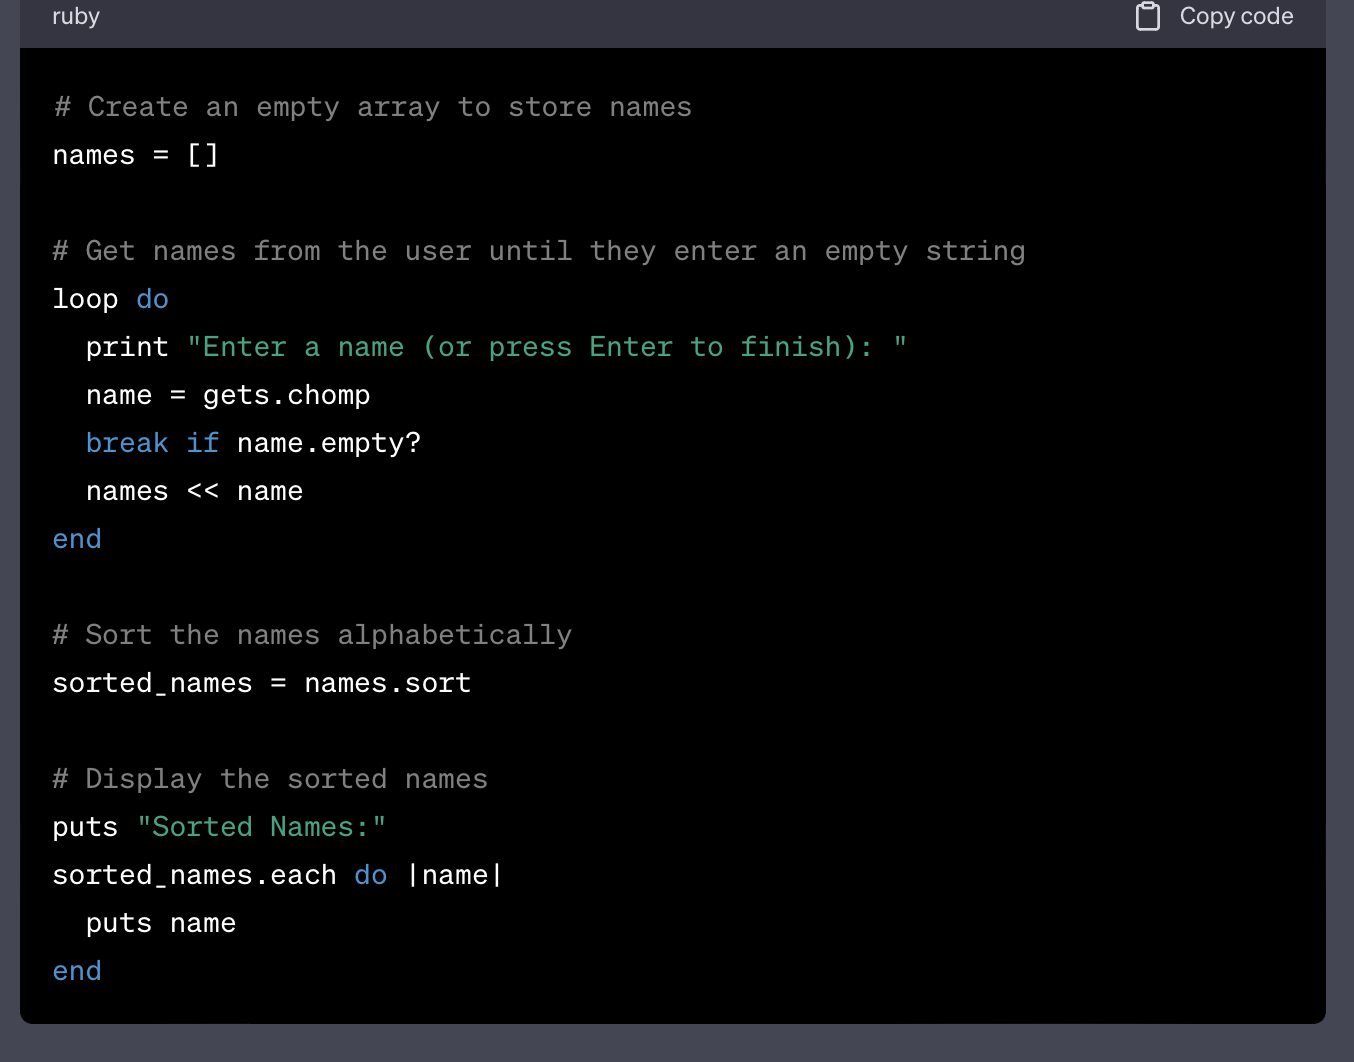 ruby
Copy code
# Create an empty array to store names
names = []
# Get names from the user until they enter an empty string
loop do
  print "Enter a name (or press Enter to finish): "
  name = gets.chomp
  break if name.empty?
  names << name
end
# Sort the names alphabetically
sorted_names = names.sort
# Display the sorted names
puts "Sorted Names:"
sorted_names.each do |name|
  puts name
end